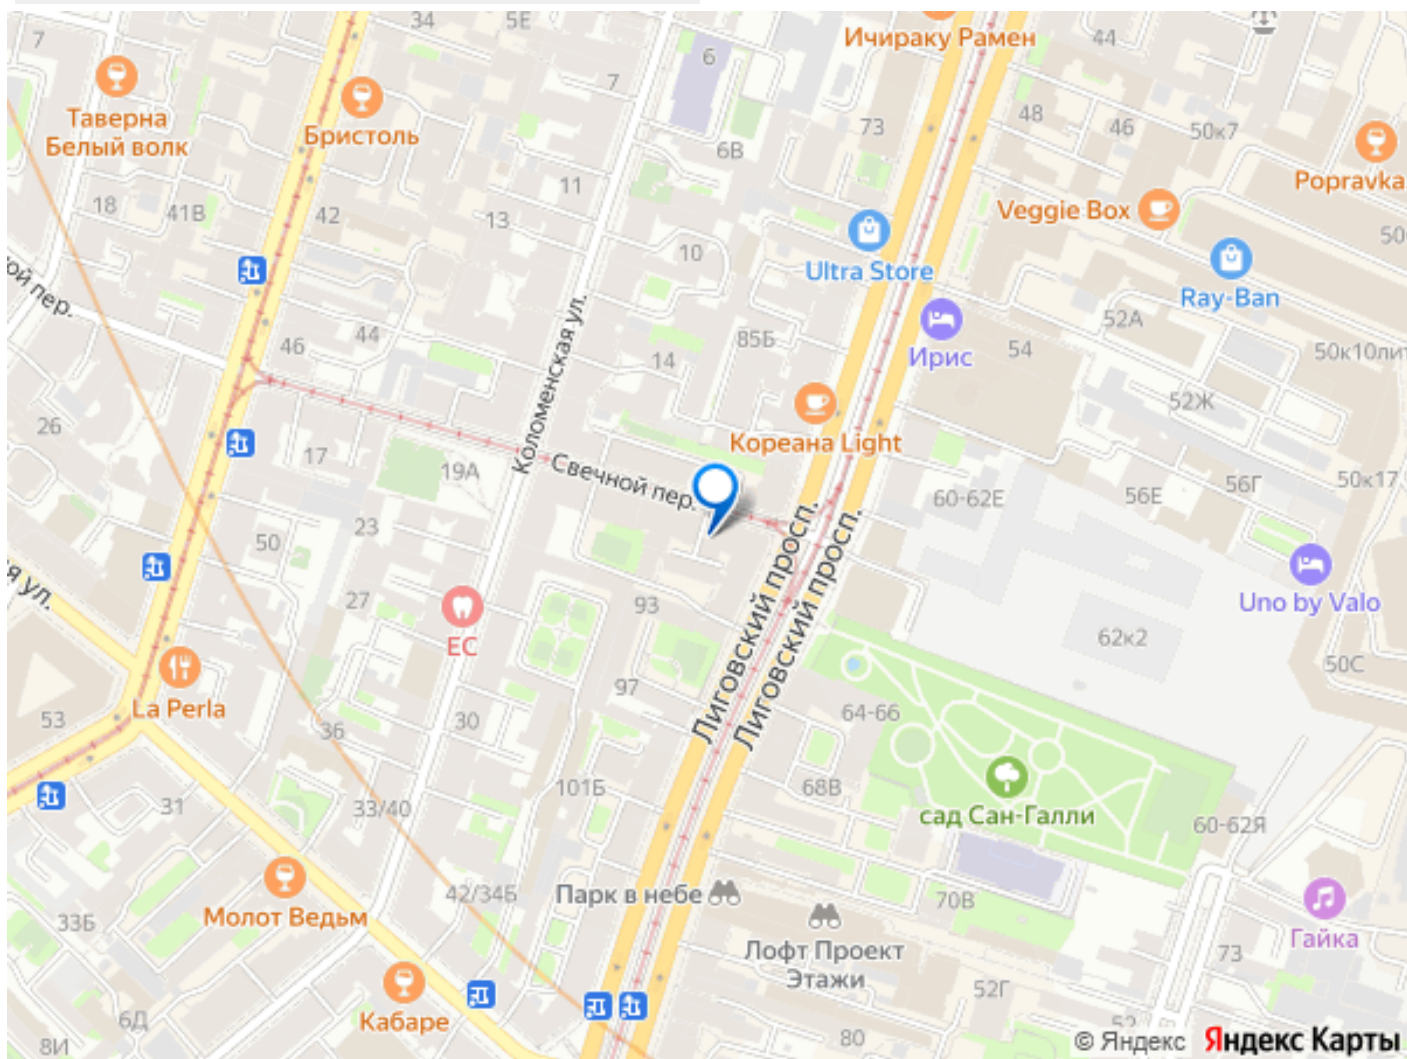 34
5Е
7
6
Ичираку Рамен
44
7
Таверна
Белый волк
Бристоль
73
48
46
50к7
6В
Popravka
11
18
41В
42
13
Veggie Box
10
50
Ultra Store
Ray-Ban
кой пер.
Коломенская ул.
46
44
14
85Б
Ирис
52А
54
50к10лит
52Ж
26
17
19А
Кореана Light
Свечной пер.
60-62Е
56Е
56Г
50к17
23
50
27
93
Лиговский просп.
Лиговский просп.
Uno by Valo
62к2
50С
я ул.
ЕС
97
La Perla
53
36
30
64-66
101Б
68В
31
33/40
сад Сан-Галли
60-62Я
42/34Б
Парк в небе
70В
Молот Ведьм
33Б
Лофт Проект
Этажи
Гайка
73
52Г
Кабаре
6Д
8И
80
52
© Яндекс Яндекс Карты